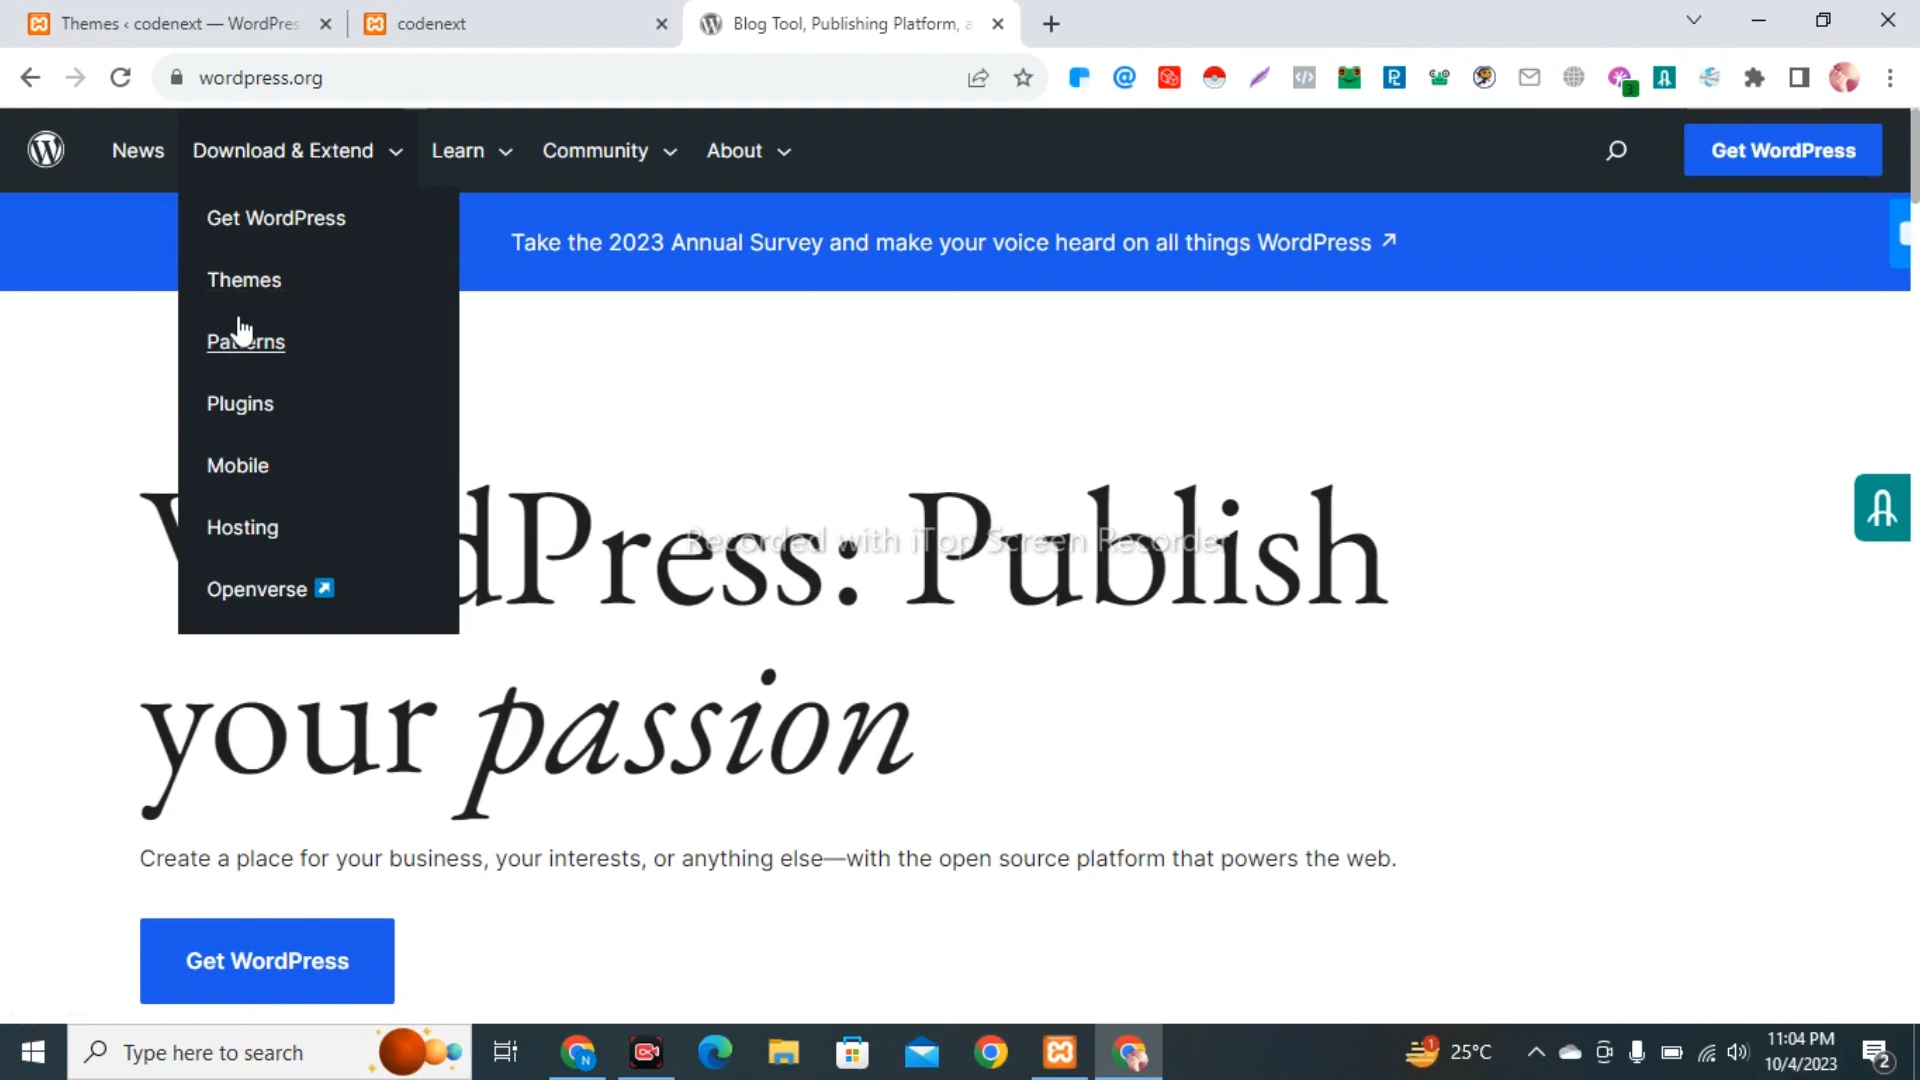 Themes ‹ codenext — WordPres
codenext
Blog Tool, Publishing Platform, a
wordpress.org
3
News
Download & Extend
Learn
Community
About
Get WordPress
Get WordPress
Themes
Patterns
Plugins
Mobile
Hosting
Openverse
Take the 2023 Annual Survey and make your voice heard on all things WordPress
dPress: Publish
your passion
Recorded with iTop Screen Recorder
Create a place for your business, your interests, or anything else—with the open source platform that powers the web.
Get WordPress
Type here to search
25°C
11:04 PM
10/4/2023
2